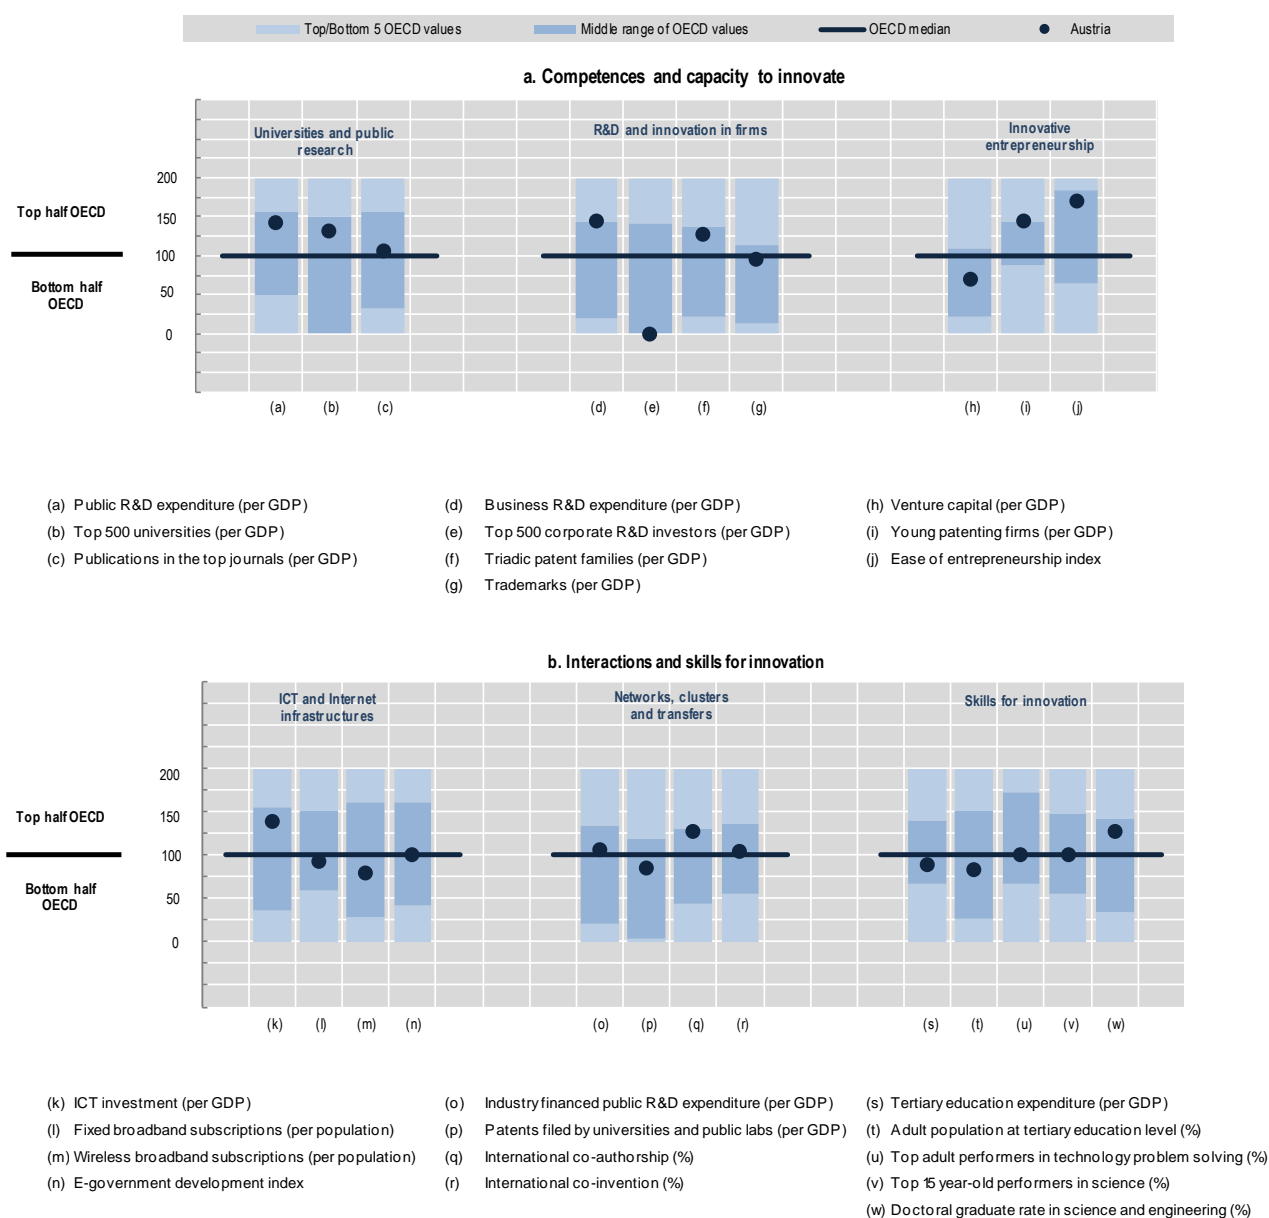 Top/Bottom 5 OECD values Middle range of OECD values OECD median Austria
a. Competences and capacity to innovate
Universities and public
research
R&D and innovation in firms
Innovative
entrepreneurship
200
Top half OECD
150
100
Bottom half
OECD
50
0
(a) (b) (c) (d) (e) (f) (g) (h) (i) (j)
(a) Public R&D expenditure (per GDP)
(b) Top 500 universities (per GDP)
(c) Publications in the top journals (per GDP)
(d) Business R&D expenditure (per GDP)
(e) Top 500 corporate R&D investors (per GDP)
(f) Triadic patent families (per GDP)
(g) Trademarks (per GDP)
(h) Venture capital (per GDP)
(i) Young patenting firms (per GDP)
(j) Ease of entrepreneurship index
b. Interactions and skills for innovation
ICT and Internet
infrastructures
Networks, clusters
and transfers
Skills for innovation
200
Top half OECD
150
100
Bottom half
OECD
50
0
(k) (l) (m) (n) (o) (p) (q) (r) (s) (t) (u) (v) (w)
(k) ICT investment (per GDP)
(l) Fixed broadband subscriptions (per population)
(m) Wireless broadband subscriptions (per population)
(n) E-government development index
(o) Industry financed public R&D expenditure (per GDP)
(p) Patents filed by universities and public labs (per GDP)
(q) International co-authorship (%)
(r) International co-invention (%)
(s) Tertiary education expenditure (per GDP)
(t) Adult population at tertiary education level (%)
(u) Top adult performers in technology problem solving (%)
(v) Top 15 year-old performers in science (%)
(w) Doctoral graduate rate in science and engineering (%)